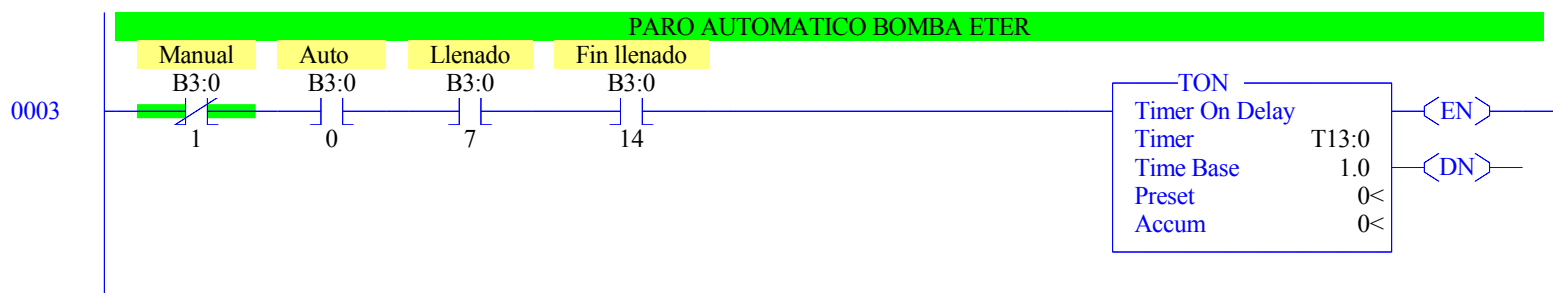 PARO AUTOMATICO BOMBA ETER
Manual Auto Llenado Fin llenado
B3:0 B3:0 B3:0 B3:0
0003
1 0 7 14
TON
Timer On Delay
Timer T13:0
Time Base 1.0
Preset 0<
Accum 0<
EN
DN